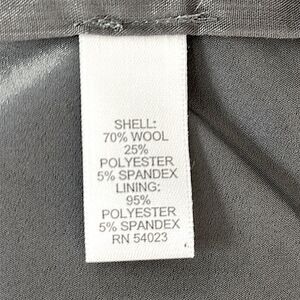 SHELL:
70% WOOL
25%
POLYESTER
5% SPANDEX
LINING:
95%
POLYESTER
5% SPANDEX
RN 54023